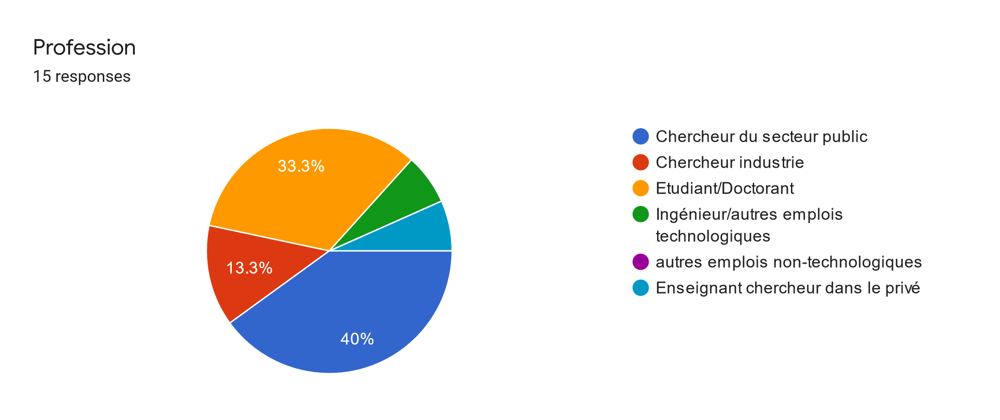 Profession
15 responses
33.3%
13.3%
40%
Chercheur du secteur public
Chercheur industrie
Etudiant/Doctorant
Ingénieur/autres emplois
technologiques
autres emplois non-technologiques
Enseignant chercheur dans le privé